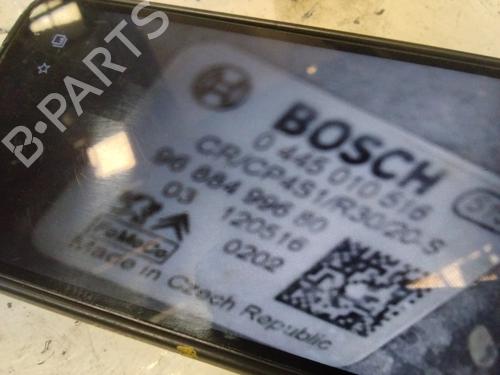 B-PARTS
BOSCH
0 445 010 516
CR/CP4S1/R30/20-S
96 884 996 80
03 120516
0202
Made in Czech Republic